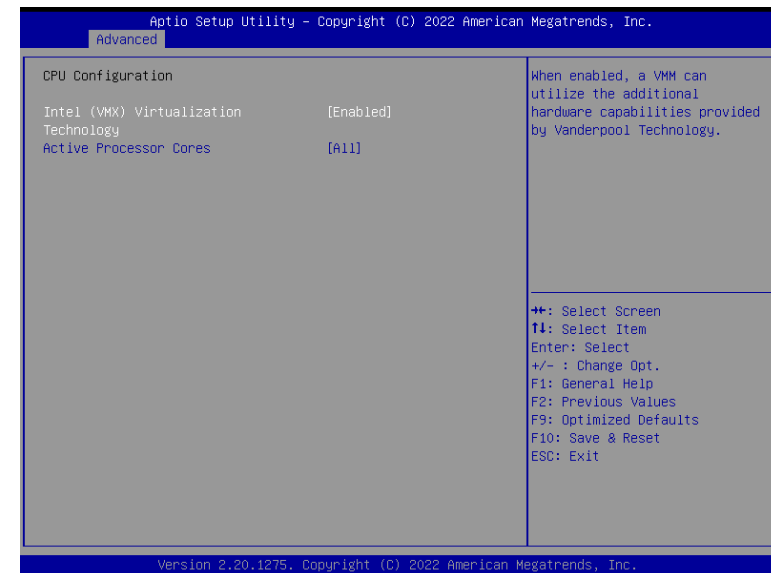 Aptio Setup Utility – Copyright (C) 2022 American Megatrends, Inc.
Advanced
CPU Configuration
Intel (VMX) Virtualization [Enabled]
Technology
Active Processor Cores [All]
When enabled, a VMM can
utilize the additional
hardware capabilities provided
by Vanderpool Technology.
→←: Select Screen
↑↓: Select Item
Enter: Select
+/- : Change Opt.
F1: General Help
F2: Previous Values
F9: Optimized Defaults
F10: Save & Reset
ESC: Exit
Version 2.20.1275. Copyright (C) 2022 American Megatrends, Inc.